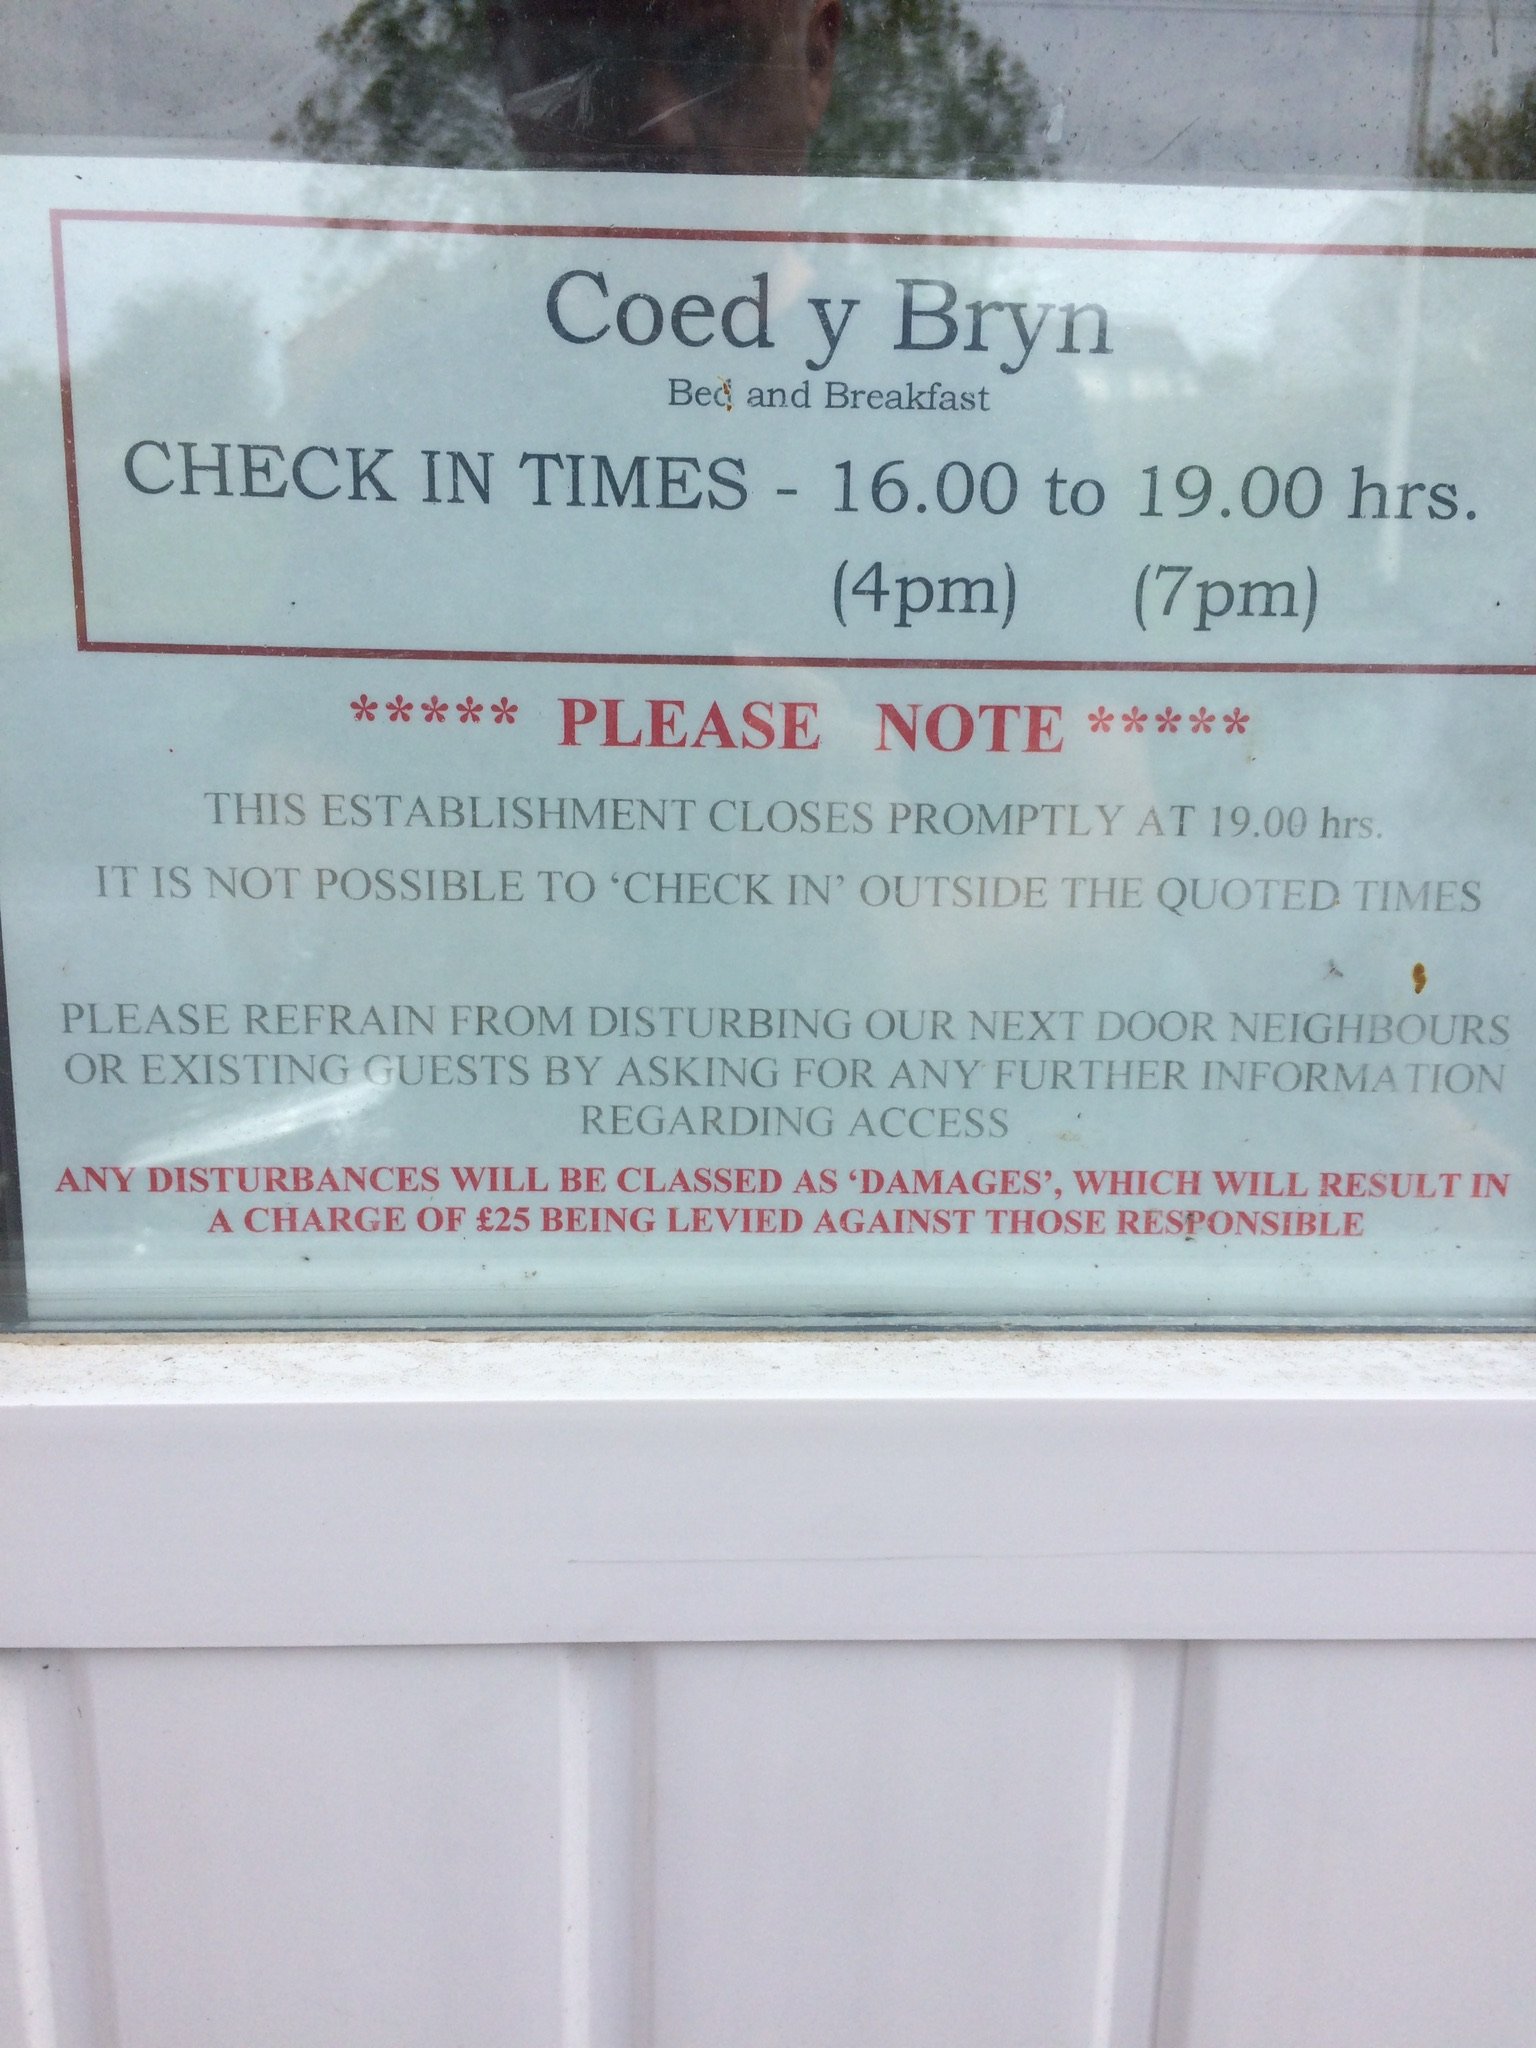 Coed y Bryn
Bed and Breakfast
CHECK IN TIMES - 16.00 to 19.00 hrs.
(4pm) (7pm)
***** PLEASE NOTE *****
THIS ESTABLISHMENT CLOSES PROMPTLY AT 19.00 hrs.
IT IS NOT POSSIBLE TO ‘CHECK IN’ OUTSIDE THE QUOTED TIMES
PLEASE REFRAIN FROM DISTURBING OUR NEXT DOOR NEIGHBOURS
OR EXISTING GUESTS BY ASKING FOR ANY FURTHER INFORMATION
REGARDING ACCESS
ANY DISTURBANCES WILL BE CLASSED AS ‘DAMAGES’, WHICH WILL RESULT IN
A CHARGE OF £25 BEING LEVIED AGAINST THOSE RESPONSIBLE